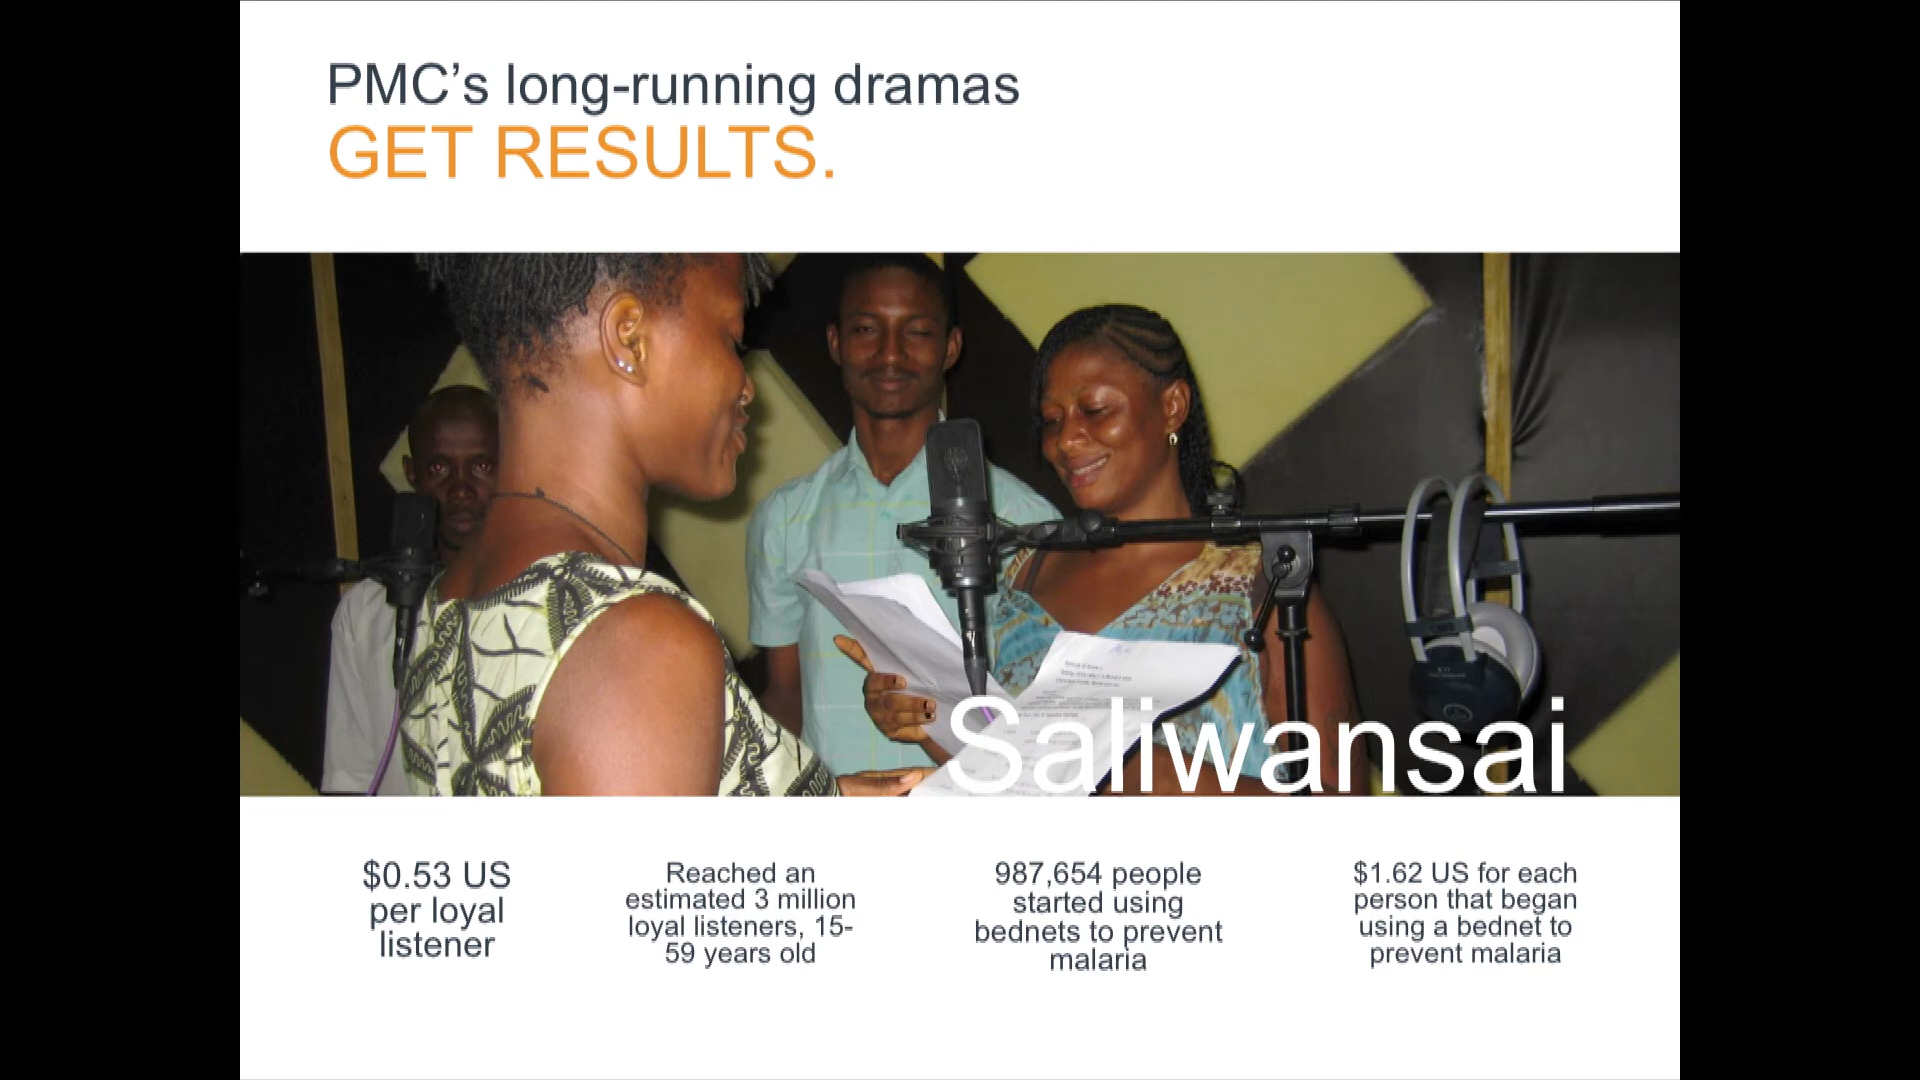 PMC’s long-running dramas
GET RESULTS.
Saliwansai
$0.53 US
per loyal
listener
Reached an
estimated 3 million
loyal listeners, 15-
59 years old
987,654 people
started using
bednets to prevent
malaria
$1.62 US for each
person that began
using a bednet to
prevent malaria